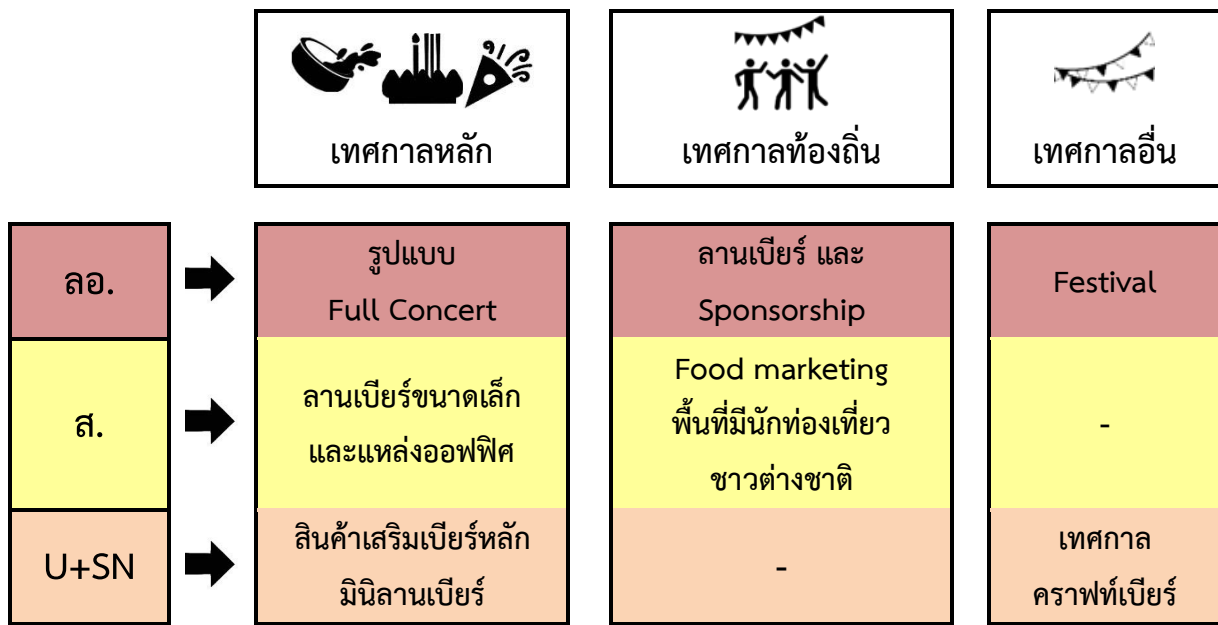 เทศกาลหลัก
เทศกาลท้องถิ่น
เทศกาลอื่น
ลอ.
รูปแบบ
Full Concert
ลานเบียร์ และ
Sponsorship
Festival
ส.
ลานเบียร์ขนาดเล็ก
และแหล่งออฟฟิศ
Food marketing
พื้นที่มีนักท่องเที่ยว
ชาวต่างชาติ
-
U+SN
สินค้าเสริมเบียร์หลัก
มินิลานเบียร์
-
เทศกาล
คราฟท์เบียร์